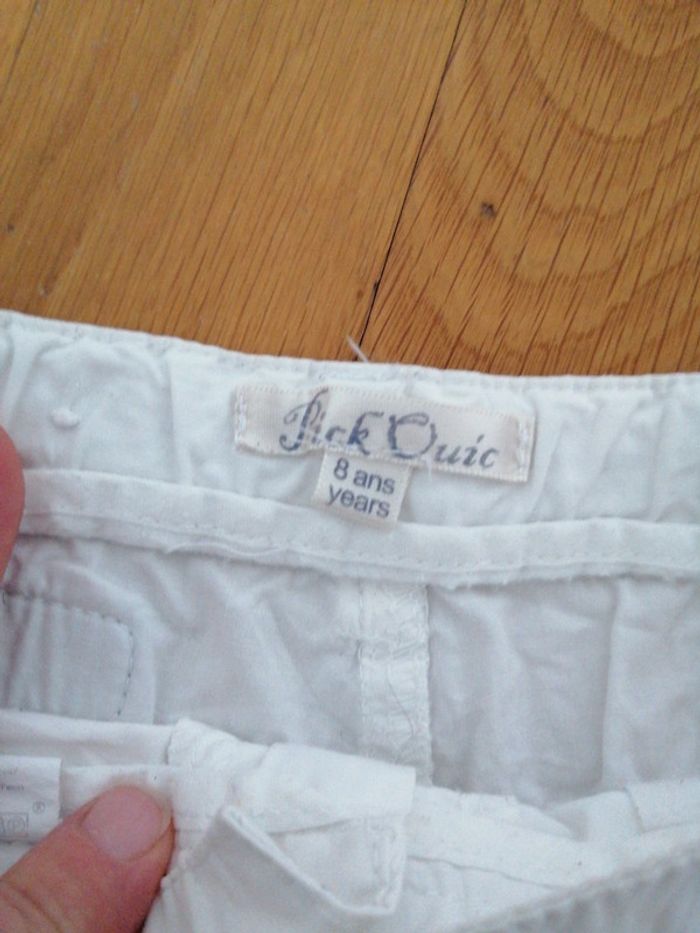 Pick Ouic
8 ans
years